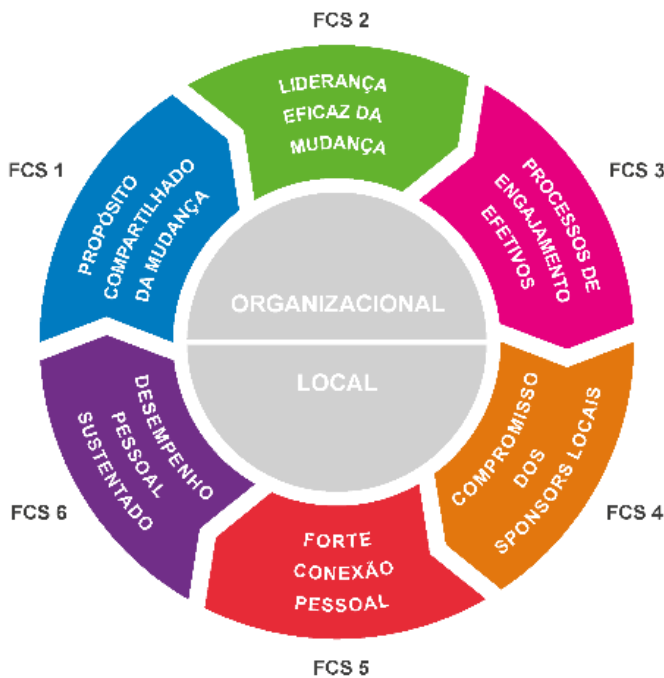 FCS 1
PROPÓSITO
COMPARTILHADO
DA MUDANÇA
FCS 2
LIDERANÇA
EFICAZ DA
MUDANÇA
FCS 3
PROCESSOS DE
ENGAJAMENTO
EFETIVOS
ORGANIZACIONAL
LOCAL
FCS 4
COMPROMISSO
DOS
SPONSORS LOCAIS
FCS 5
FORTE
CONEXÃO
PESSOAL
FCS 6
DESEMPENHO
PESSOAL
SUSTENTADO